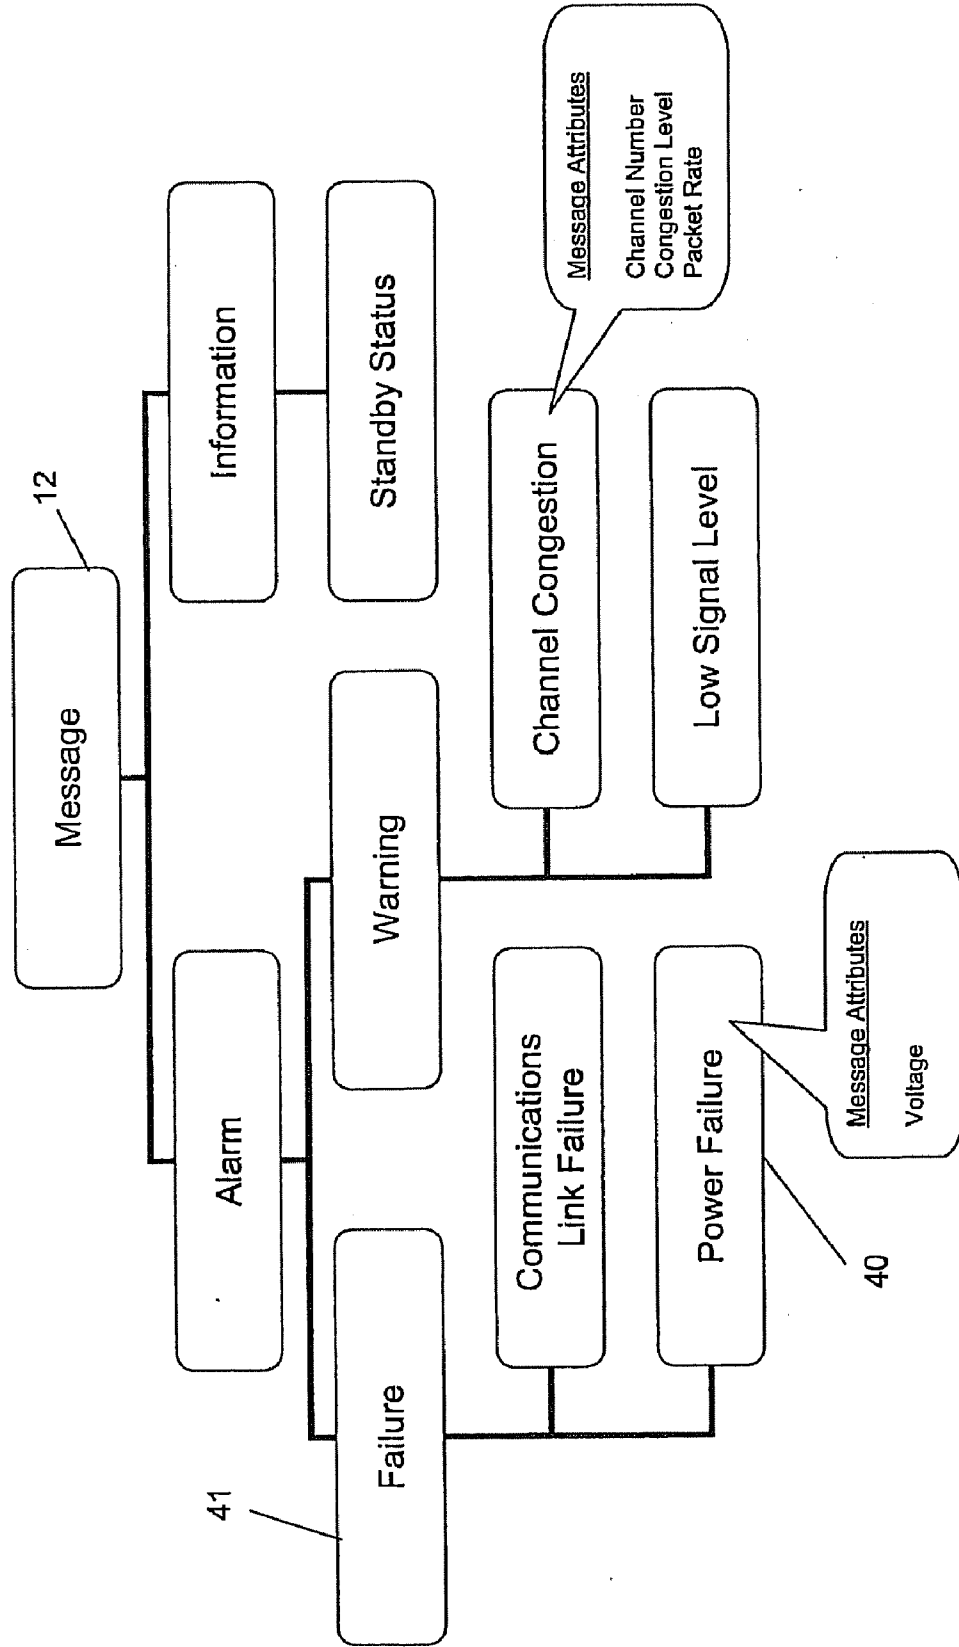 Message
12
Alarm
Information
41
Failure
Warning
Standby Status
Communications
Link Failure
Channel Congestion
Message Attributes
Channel Number
Congestion Level
Packet Rate
Power Failure
Low Signal Level
40
Message Attributes
Voltage